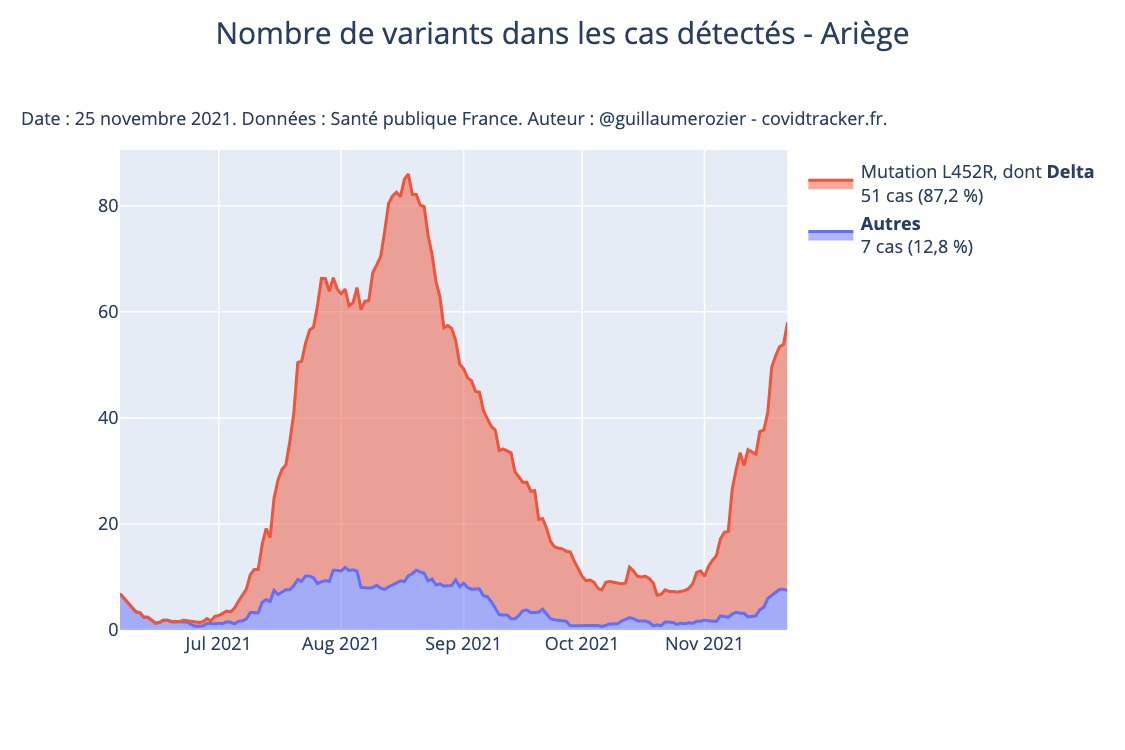 Nombre de variants dans les cas détectés - Ariège
Date : 25 novembre 2021. Données : Santé publique France. Auteur : @guillaumerozier - covidtracker.fr.
Mutation L452R, dont Delta
51 cas (87,2 %)
Autres
7 cas (12,8 %)
80
60
40
20
0
Jul 2021 Aug 2021 Sep 2021 Oct 2021 Nov 2021